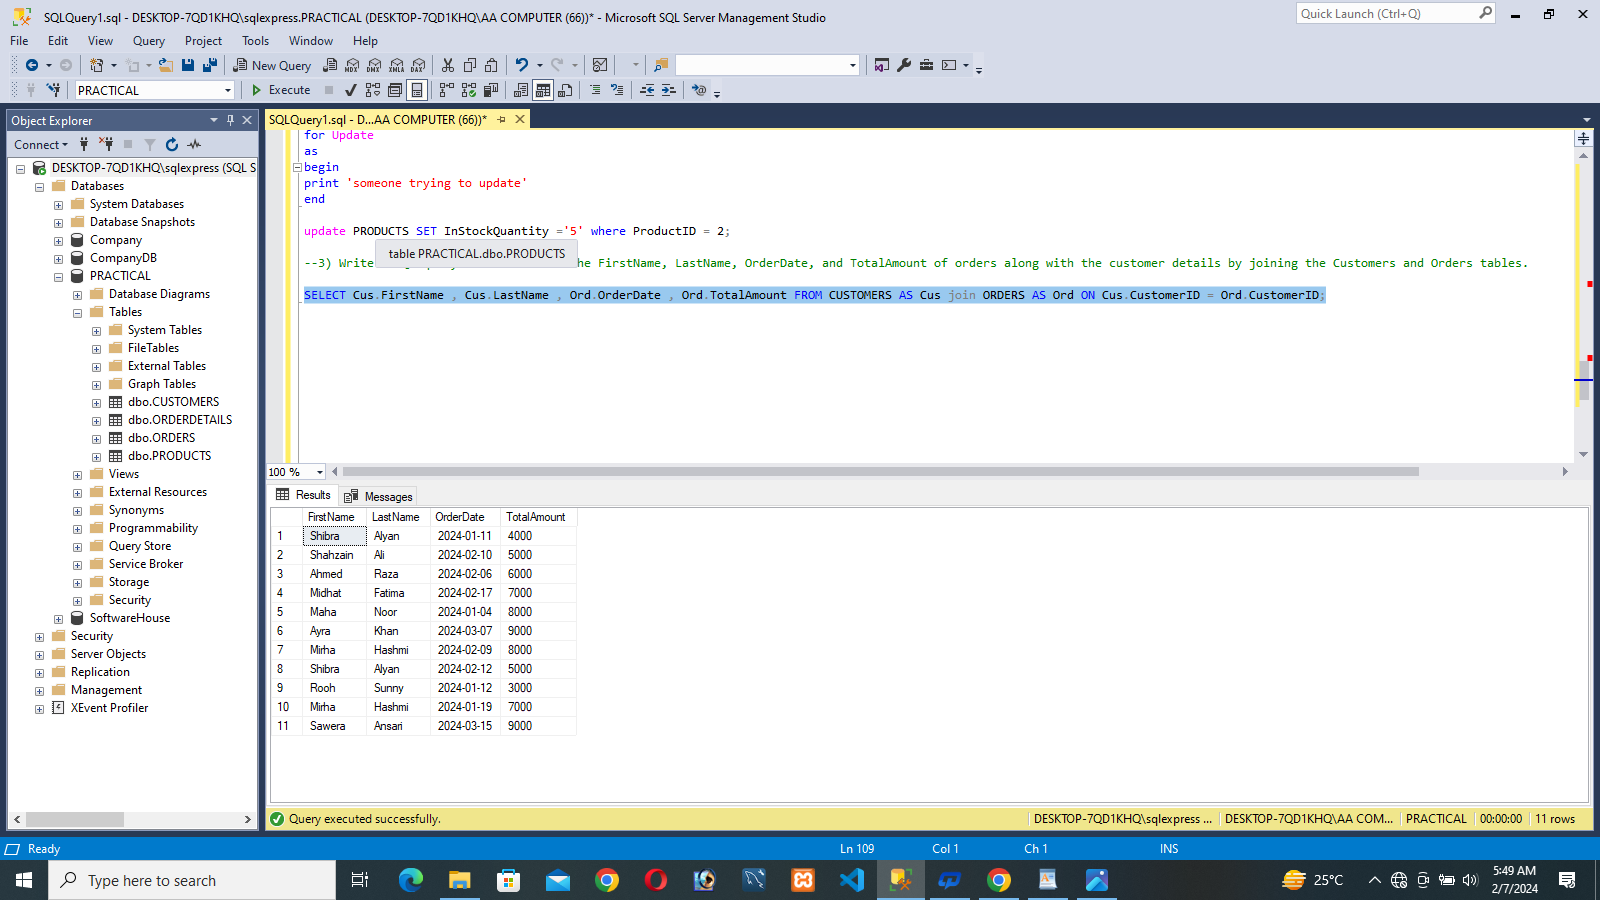 SQLQuery1.sql - DESKTOP-7QD1KHQ\sqlexpress.PRACTICAL (DESKTOP-7QD1KHQ\AA COMPUTER (66))* - Microsoft SQL Server Management Studio
Quick Launch (Ctrl+Q)
File Edit View Query Project Tools Window Help
New Query MDX DMX XMLA DAX
PRACTICAL Execute
Object Explorer
SQLQuery1.sql - D...AA COMPUTER (66))*
Connect
DESKTOP-7QD1KHQ\sqlexpress (SQL S
Databases
System Databases
Database Snapshots
Company
CompanyDB
PRACTICAL
Database Diagrams
Tables
System Tables
FileTables
External Tables
Graph Tables
dbo.CUSTOMERS
dbo.ORDERDETAILS
dbo.ORDERS
dbo.PRODUCTS
Views
External Resources
Synonyms
Programmability
Query Store
Service Broker
Storage
Security
SoftwareHouse
Security
Server Objects
Replication
Management
XEvent Profiler
for Update
as
begin
print 'someone trying to update'
end
update PRODUCTS SET InStockQuantity ='5' where ProductID = 2;
table PRACTICAL.dbo.PRODUCTS
--3) Write he FirstName, LastName, OrderDate, and TotalAmount of orders along with the customer details by joining the Customers and Orders tables.
SELECT Cus.FirstName , Cus.LastName , Ord.OrderDate , Ord.TotalAmount FROM CUSTOMERS AS Cus join ORDERS AS Ord ON Cus.CustomerID = Ord.CustomerID;
100 %
Results Messages
FirstName LastName OrderDate TotalAmount
1 Shibra Alyan 2024-01-11 4000
2 Shahzain Ali 2024-02-10 5000
3 Ahmed Raza 2024-02-06 6000
4 Midhat Fatima 2024-02-17 7000
5 Maha Noor 2024-01-04 8000
6 Ayra Khan 2024-03-07 9000
7 Mirha Hashmi 2024-02-09 8000
8 Shibra Alyan 2024-02-12 5000
9 Rooh Sunny 2024-01-12 3000
10 Mirha Hashmi 2024-01-19 7000
11 Sawera Ansari 2024-03-15 9000
Query executed successfully. DESKTOP-7QD1KHQ\sqlexpress ... DESKTOP-7QD1KHQ\AA COM... PRACTICAL 00:00:00 11 rows
Ready Ln 109 Col 1 Ch 1 INS
Type here to search
25°C
5:49 AM
2/7/2024